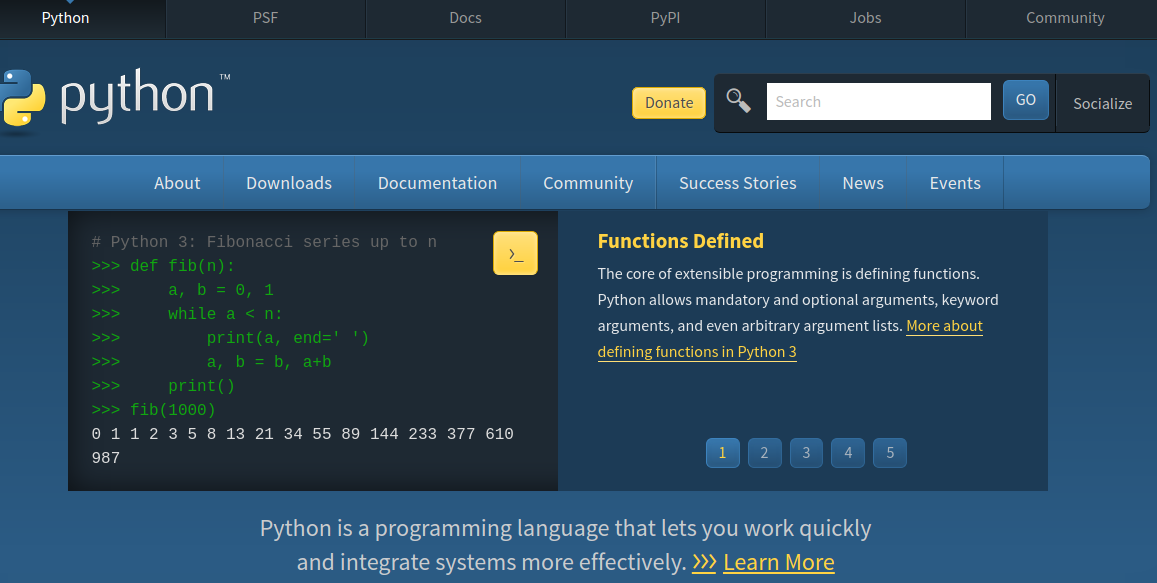 Python PSF Docs PyPI Jobs Community
python™
Donate Search GO Socialize
About Downloads Documentation Community Success Stories News Events
# Python 3: Fibonacci series up to n
>>> def fib(n):
>>>     a, b = 0, 1
>>>     while a < n:
>>>         print(a, end=' ')
>>>         a, b = b, a+b
>>>     print()
>>> fib(1000)
0 1 1 2 3 5 8 13 21 34 55 89 144 233 377 610
987
>_
Functions Defined
The core of extensible programming is defining functions.
Python allows mandatory and optional arguments, keyword
arguments, and even arbitrary argument lists. More about
defining functions in Python 3
1 2 3 4 5
Python is a programming language that lets you work quickly
and integrate systems more effectively. >>> Learn More